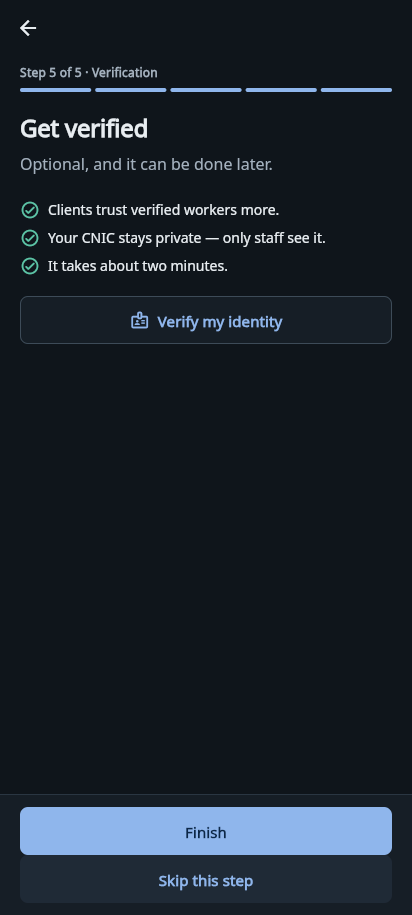 Step 5 of 5 · Verification
Get verified
Optional, and it can be done later.
Clients trust verified workers more.
Your CNIC stays private — only staff see it.
It takes about two minutes.
Verify my identity
Finish
Skip this step